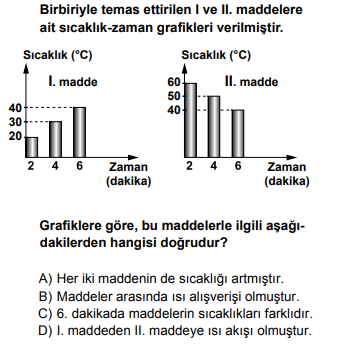 Birbiriyle temas ettirilen I ve II. maddelere
ait sıcaklık-zaman grafikleri verilmiştir.
Sıcaklık (°C)
I. madde
40
30
20
2 4 6
Zaman
(dakika)
Sıcaklık (°C)
II. madde
60
50
40
2 4 6
Zaman
(dakika)
Grafiklere göre, bu maddelerle ilgili aşağı-
dakilerden hangisi doğrudur?
A) Her iki maddenin de sıcaklığı artmıştır.
B) Maddeler arasında ısı alışverişi olmuştur.
C) 6. dakikada maddelerin sıcaklıkları farklıdır.
D) I. maddeden II. maddeye ısı akışı olmuştur.